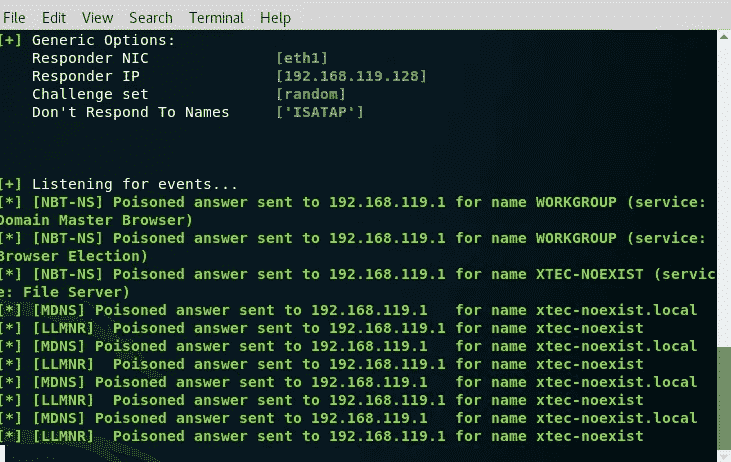 File Edit View Search Terminal Help
[+] Generic Options:
Responder NIC [eth1]
Responder IP [192.168.119.128]
Challenge set [random]
Don't Respond To Names ['ISATAP']
[+] Listening for events...
[*] [NBT-NS] Poisoned answer sent to 192.168.119.1 for name WORKGROUP (service:
Domain Master Browser)
[*] [NBT-NS] Poisoned answer sent to 192.168.119.1 for name WORKGROUP (service:
Browser Election)
[*] [NBT-NS] Poisoned answer sent to 192.168.119.1 for name XTEC-NOEXIST (servic
e: File Server)
[*] [MDNS] Poisoned answer sent to 192.168.119.1 for name xtec-noexist.local
[*] [LLMNR] Poisoned answer sent to 192.168.119.1 for name xtec-noexist
[*] [MDNS] Poisoned answer sent to 192.168.119.1 for name xtec-noexist.local
[*] [LLMNR] Poisoned answer sent to 192.168.119.1 for name xtec-noexist
[*] [MDNS] Poisoned answer sent to 192.168.119.1 for name xtec-noexist.local
[*] [LLMNR] Poisoned answer sent to 192.168.119.1 for name xtec-noexist
[*] [MDNS] Poisoned answer sent to 192.168.119.1 for name xtec-noexist.local
[*] [LLMNR] Poisoned answer sent to 192.168.119.1 for name xtec-noexist